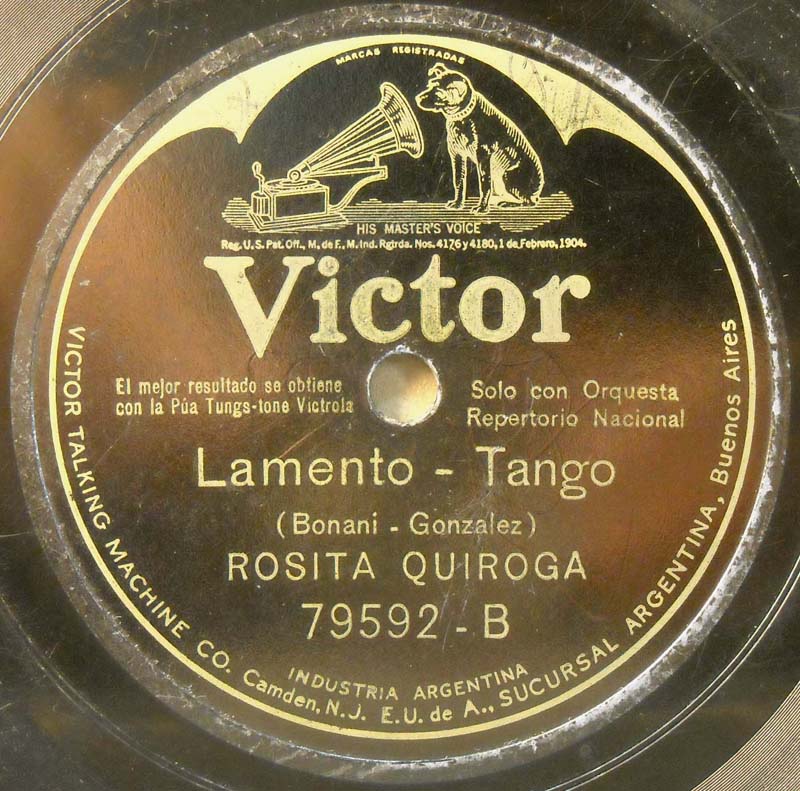 MARCAS REGISTRADAS
HIS MASTER'S VOICE
Reg. U.S. Pat. Off., M. de F., M. Ind. Rgtrda. Nos. 4176 y 4180, 1 de Febrero, 1904.
Victor
El mejor resultado se obtiene
con la Púa Tungs-tone Victrola
Solo con Orquesta
Repertorio Nacional
Lamento - Tango
(Bonani - Gonzalez)
ROSITA QUIROGA
79592 - B
INDUSTRIA ARGENTINA
VICTOR TALKING MACHINE CO. Camden, N.J. E.U. de A., SUCURSAL ARGENTINA, Buenos Aires